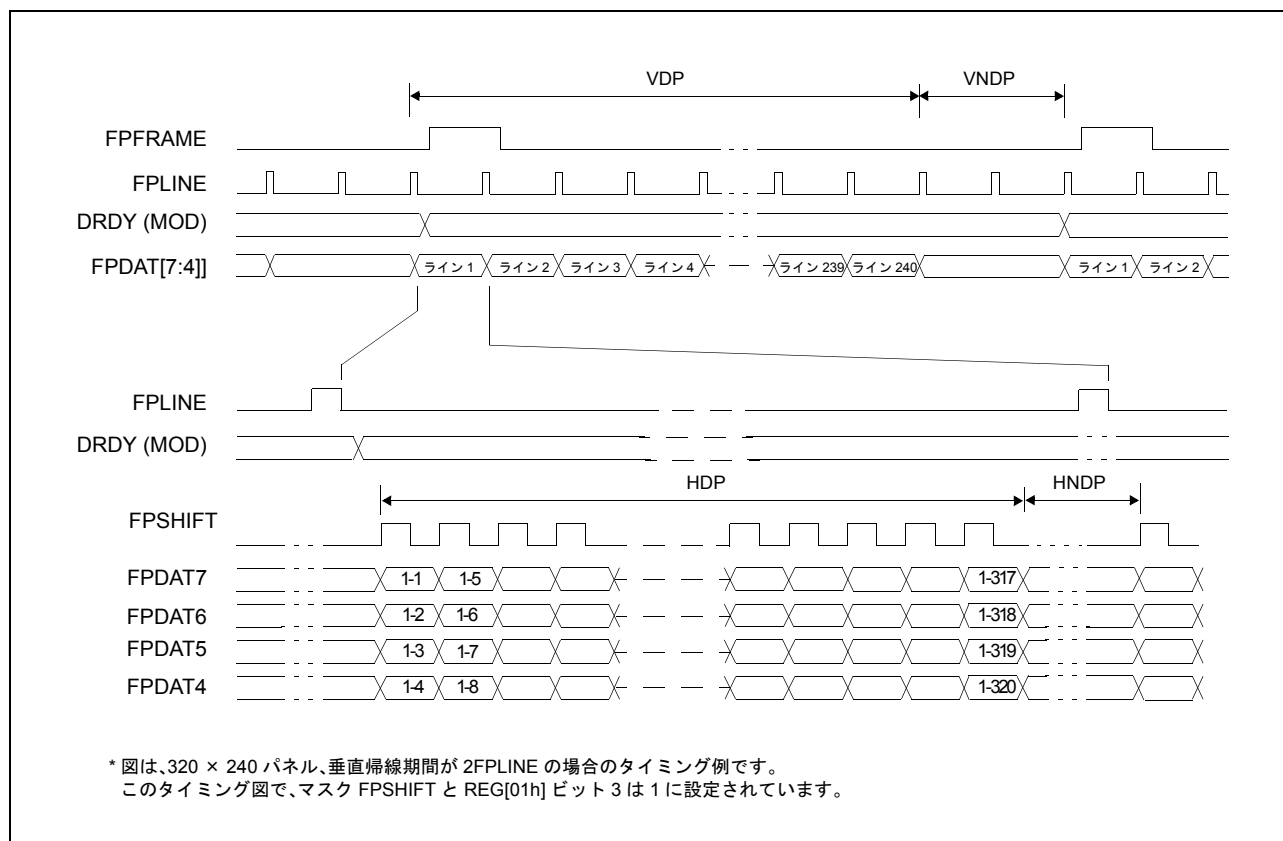 VDP VNDP
FPFRAME
FPLINE
DRDY (MOD)
FPDAT[7:4]] ライン 1 ライン 2 ライン 3 ライン 4 ライン 239 ライン 240 ライン 1 ライン 2
FPLINE
DRDY (MOD)
HDP HNDP
FPSHIFT
FPDAT7 1-1 1-5 1-317
FPDAT6 1-2 1-6 1-318
FPDAT5 1-3 1-7 1-319
FPDAT4 1-4 1-8 1-320
* 図は、320 × 240 パネル、垂直帰線期間が 2FPLINE の場合のタイミング例です。
このタイミング図で、マスク FPSHIFT と REG[01h] ビット 3 は 1 に設定されています。